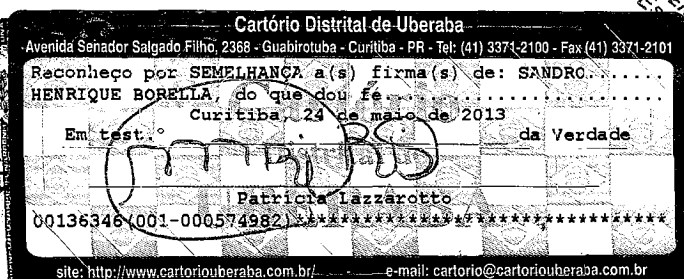 Cartório Distrital de Uberaba
Avenida Senador Salgado Filho, 2368 - Guabirotuba - Curitiba - PR - Tel: (41) 3371-2100 - Fax (41) 3371-2101
Reconheço por SEMELHANÇA a(s) firma(s) de: SANDRO.......
HENRIQUE BORELLA, do que dou fé.........................
Curitiba, 24 de maio de 2013
Em test.º da Verdade
Patricia Lazzarotto
00136346(001-000574982)*********************************
site: http://www.cartoriouberaba.com.br/ e-mail: cartorio@cartoriouberaba.com.br